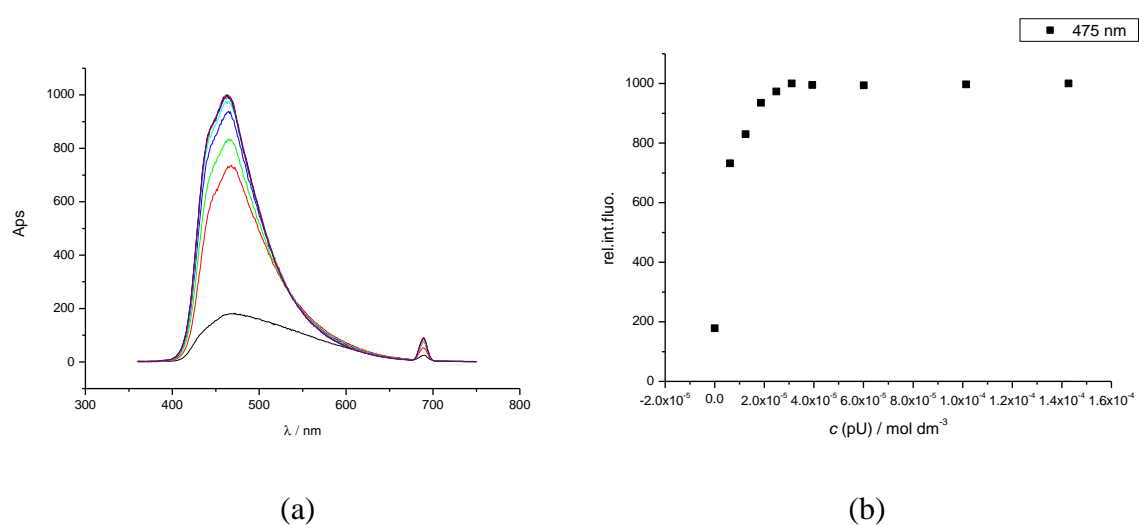 Aps
1000
800
600
400
200
0
300 400 500 600 700 800
λ / nm
(a)
475 nm
rel.int.fluo.
1000
800
600
400
200
0
-2.0x10⁻⁵ 0.0 2.0x10⁻⁵ 4.0x10⁻⁵ 6.0x10⁻⁵ 8.0x10⁻⁵ 1.0x10⁻⁴ 1.2x10⁻⁴ 1.4x10⁻⁴ 1.6x10⁻⁴
c (pU) / mol dm⁻³
(b)